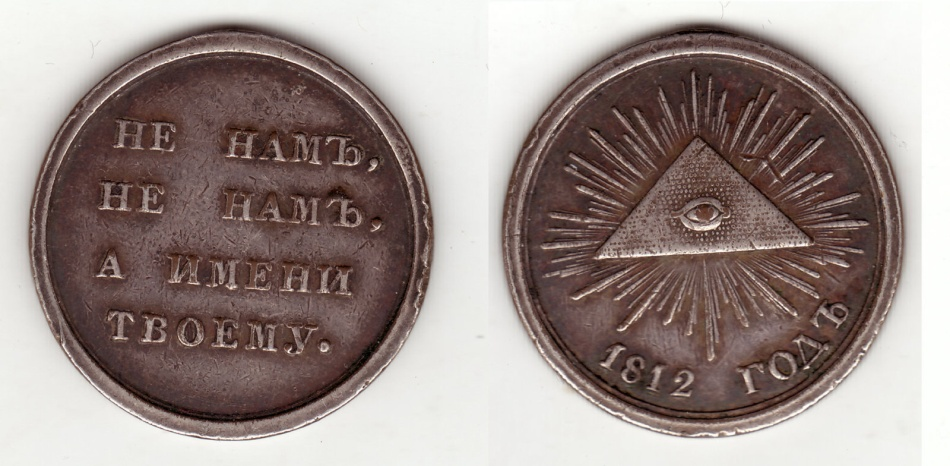 НЕ НАМЪ,
НЕ НАМЪ,
А ИМЕНИ
ТВОЕМУ.
1812 ГОДЪ